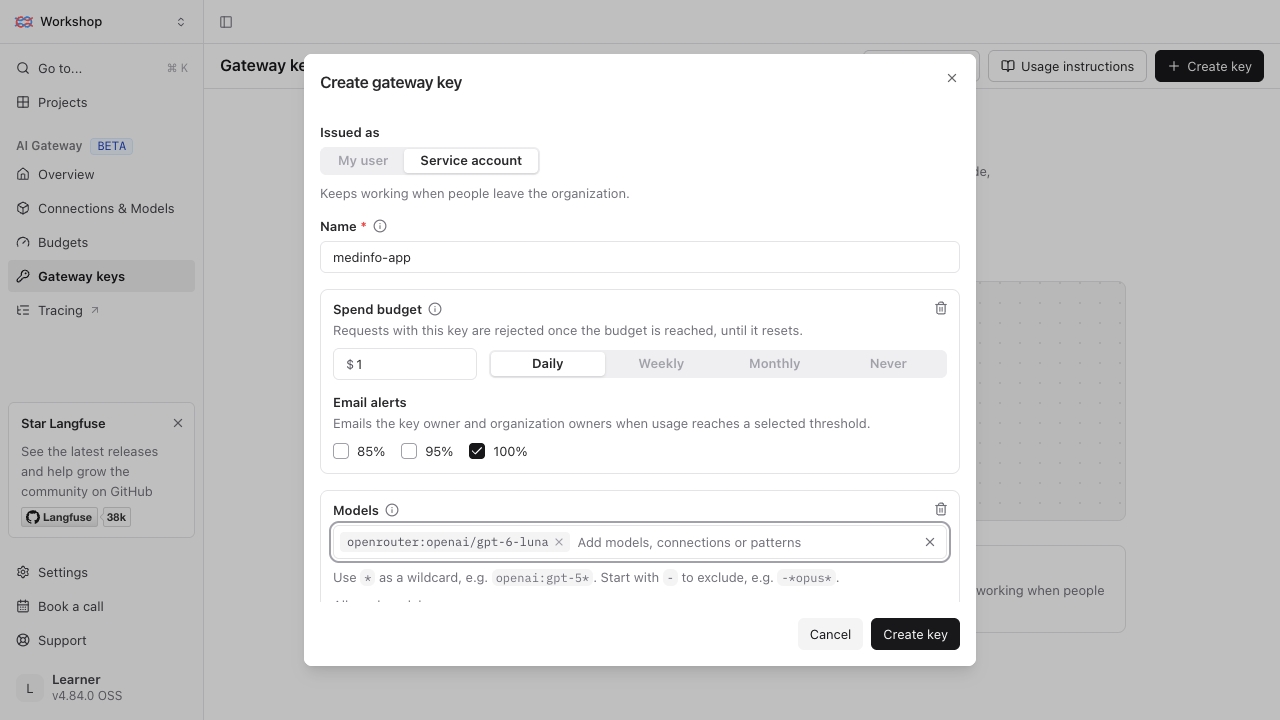 Workshop
Go to...
⌘ K
Projects
AI Gateway BETA
Overview
Connections & Models
Budgets
Gateway keys
Tracing
Star Langfuse
See the latest releases
and help grow the
community on GitHub
Langfuse 38k
Settings
Book a call
Support
L
Learner
v4.84.0 OSS
Gateway ke
Usage instructions
Create key
de,
working when people
Create gateway key
Issued as
My user Service account
Keeps working when people leave the organization.
Name *
medinfo-app
Spend budget
Requests with this key are rejected once the budget is reached, until it resets.
$ 1
Daily Weekly Monthly Never
Email alerts
Emails the key owner and organization owners when usage reaches a selected threshold.
85% 95% 100%
Models
openrouter:openai/gpt-6-luna Add models, connections or patterns
Use * as a wildcard, e.g. openai:gpt-5*. Start with - to exclude, e.g. -*opus*.
Cancel Create key